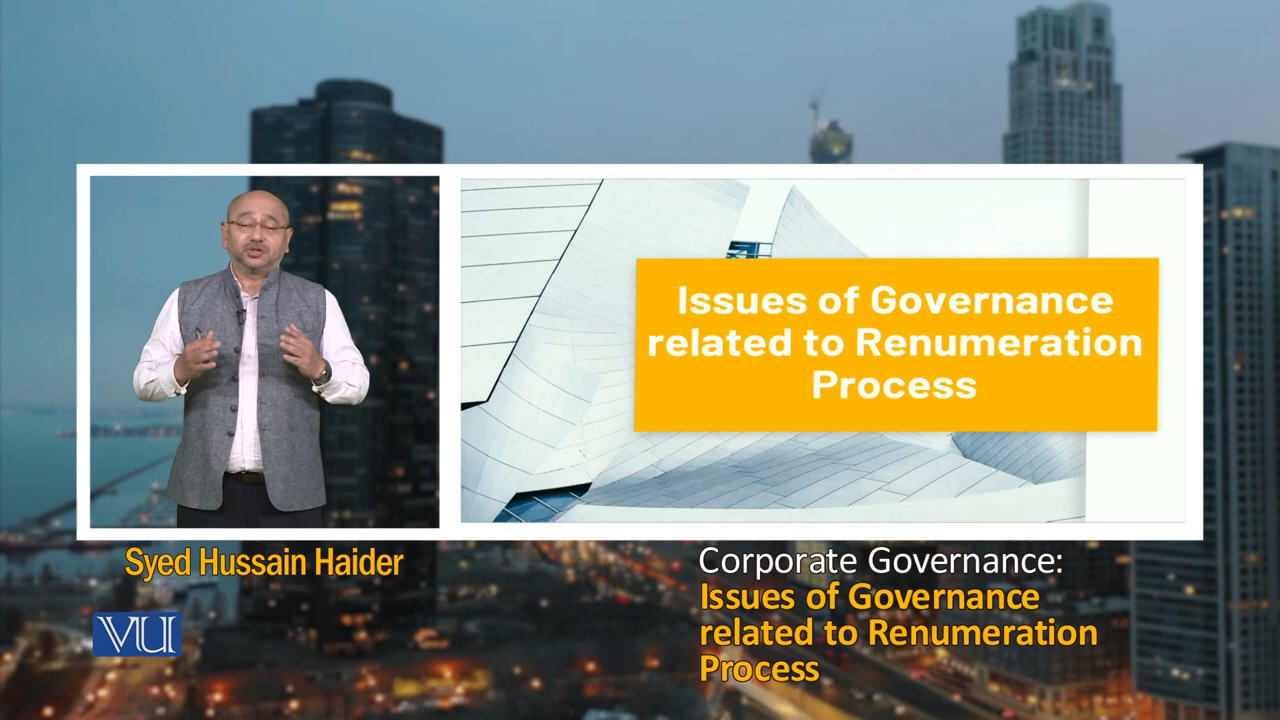 Issues of Governance
related to Renumeration
Process
Syed Hussain Haider
VU
Corporate Governance:
Issues of Governance
related to Renumeration
Process